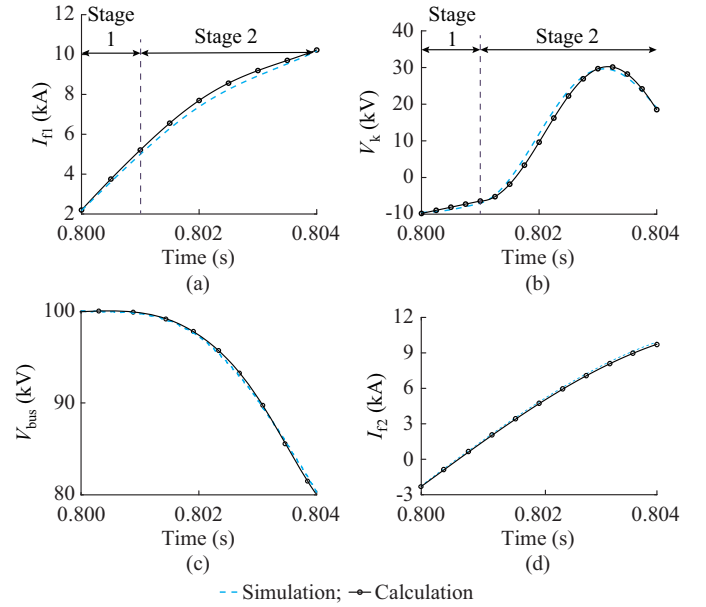 Stage
1
Stage 2
12
10
8
6
4
2
I_f1 (kA)
0.800
0.802
0.804
Time (s)
(a)
Stage
1
Stage 2
40
30
20
10
0
-10
V_k (kV)
0.800
0.802
0.804
Time (s)
(b)
100
90
80
V_bus (kV)
0.800
0.802
0.804
Time (s)
(c)
12
9
6
3
0
-3
I_f2 (kA)
0.800
0.802
0.804
Time (s)
(d)
Simulation; Calculation